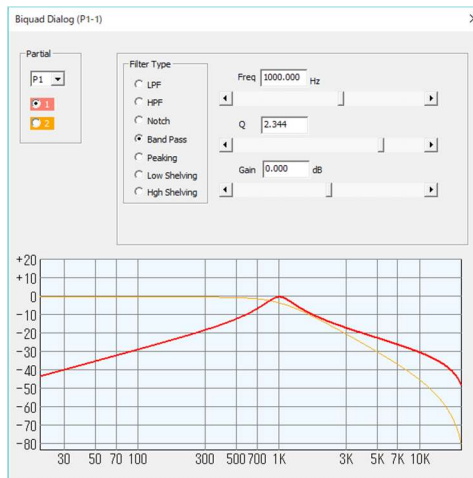 Biquad Dialog (P1-1)
Partial
P1
1
2
Filter Type
LPF
HPF
Notch
Band Pass
Peaking
Low Shelving
Hgh Shelving
Freq 1000.000 Hz
Q 2.344
Gain 0.000 dB
+20
+10
0
-10
-20
-30
-40
-50
-60
-70
-80
30 50 70 100 300 500 700 1K 3K 5K 7K 10K